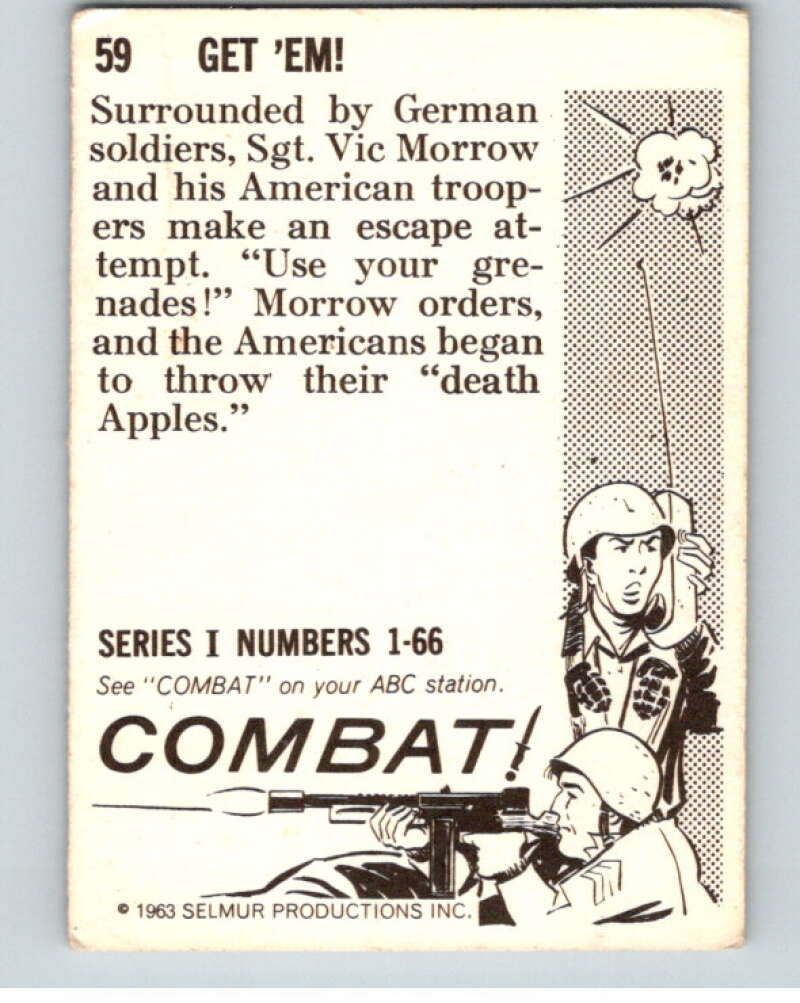 59 GET 'EM!
Surrounded by German
soldiers, Sgt. Vic Morrow
and his American troop-
ers make an escape at-
tempt. “Use your gre-
nades!” Morrow orders,
and the Americans began
to throw their “death
Apples.”
SERIES I NUMBERS 1-66
See "COMBAT" on your ABC station.
COMBAT!
© 1963 SELMUR PRODUCTIONS INC.